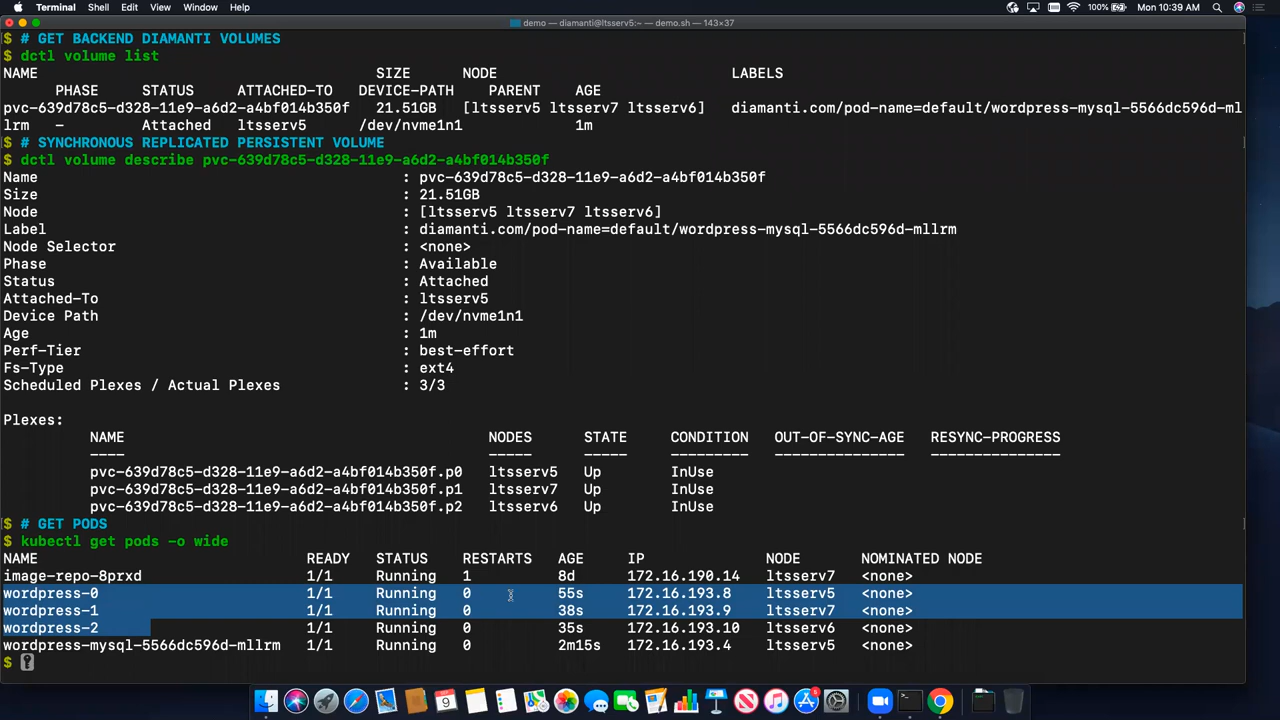 Terminal Shell Edit View Window Help 100% Mon 10:39 AM
demo — diamanti@ltsserv5:~ — demo.sh — 143×37
$ # GET BACKEND DIAMANTI VOLUMES
$ dctl volume list
NAME SIZE NODE LABELS
PHASE STATUS ATTACHED-TO DEVICE-PATH PARENT AGE
pvc-639d78c5-d328-11e9-a6d2-a4bf014b350f 21.51GB [ltsserv5 ltsserv7 ltsserv6] diamanti.com/pod-name=default/wordpress-mysql-5566dc596d-ml
lrm – Attached ltsserv5 /dev/nvme1n1 1m
$ # SYNCHRONOUS REPLICATED PERSISTENT VOLUME
$ dctl volume describe pvc-639d78c5-d328-11e9-a6d2-a4bf014b350f
Name : pvc-639d78c5-d328-11e9-a6d2-a4bf014b350f
Size : 21.51GB
Node : [ltsserv5 ltsserv7 ltsserv6]
Label : diamanti.com/pod-name=default/wordpress-mysql-5566dc596d-mllrm
Node Selector : <none>
Phase : Available
Status : Attached
Attached-To : ltsserv5
Device Path : /dev/nvme1n1
Age : 1m
Perf-Tier : best-effort
Fs-Type : ext4
Scheduled Plexes / Actual Plexes : 3/3
Plexes:
NAME NODES STATE CONDITION OUT-OF-SYNC-AGE RESYNC-PROGRESS
---- ----- ----- --------- --------------- ---------------
pvc-639d78c5-d328-11e9-a6d2-a4bf014b350f.p0 ltsserv5 Up InUse
pvc-639d78c5-d328-11e9-a6d2-a4bf014b350f.p1 ltsserv7 Up InUse
pvc-639d78c5-d328-11e9-a6d2-a4bf014b350f.p2 ltsserv6 Up InUse
$ # GET PODS
$ kubectl get pods -o wide
NAME READY STATUS RESTARTS AGE IP NODE NOMINATED NODE
image-repo-8prxd 1/1 Running 1 8d 172.16.190.14 ltsserv7 <none>
wordpress-0 1/1 Running 0 55s 172.16.193.8 ltsserv5 <none>
wordpress-1 1/1 Running 0 38s 172.16.193.9 ltsserv7 <none>
wordpress-2 1/1 Running 0 35s 172.16.193.10 ltsserv6 <none>
wordpress-mysql-5566dc596d-mllrm 1/1 Running 0 2m15s 172.16.193.4 ltsserv5 <none>
$